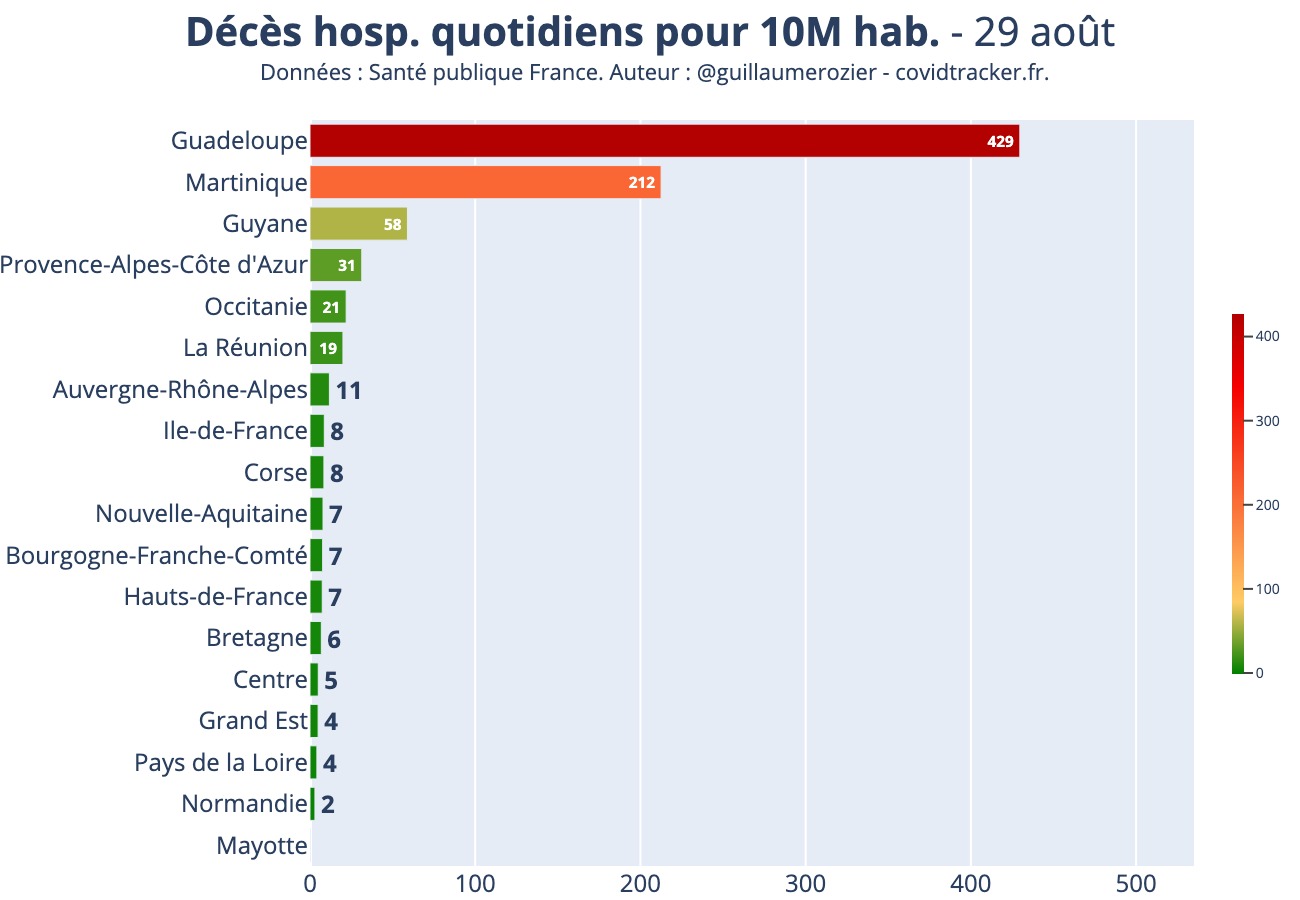 Décès hosp. quotidiens pour 10M hab. - 29 août
Données : Santé publique France. Auteur : @guillaumerozier - covidtracker.fr.
Guadeloupe 429
Martinique 212
Guyane 58
Provence-Alpes-Côte d'Azur 31
Occitanie 21
La Réunion 19
Auvergne-Rhône-Alpes 11
Ile-de-France 8
Corse 8
Nouvelle-Aquitaine 7
Bourgogne-Franche-Comté 7
Hauts-de-France 7
Bretagne 6
Centre 5
Grand Est 4
Pays de la Loire 4
Normandie 2
Mayotte
0 100 200 300 400 500
400
300
200
100
0